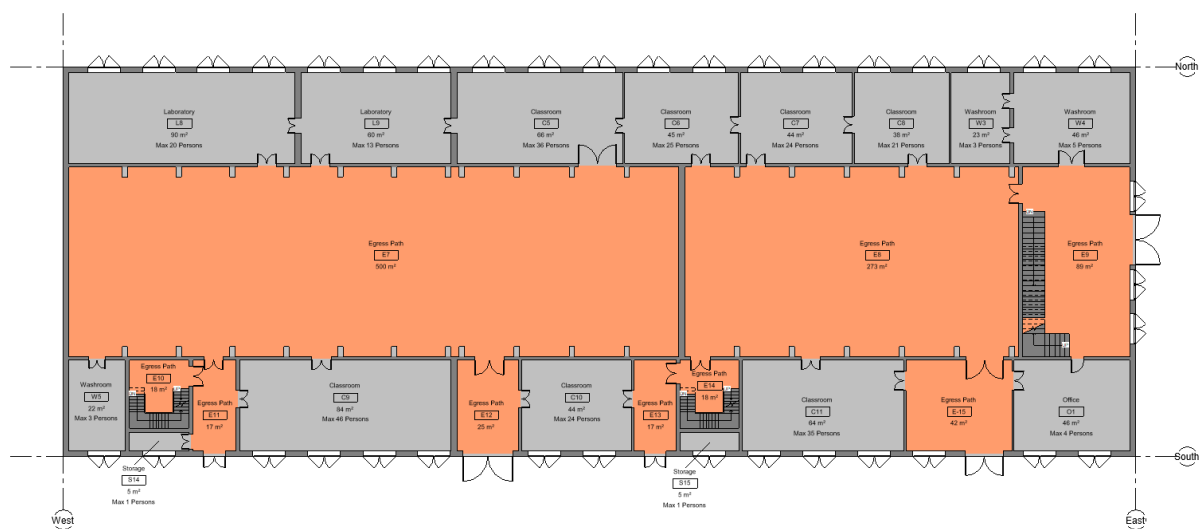 North
Laboratory
L8
90 m²
Max 20 Persons
Laboratory
L9
60 m²
Max 13 Persons
Classroom
C5
66 m²
Max 36 Persons
Classroom
C6
45 m²
Max 25 Persons
Classroom
C7
44 m²
Max 24 Persons
Classroom
C8
38 m²
Max 21 Persons
Washroom
W3
23 m²
Max 3 Persons
Washroom
W4
46 m²
Max 5 Persons
Egress Path
E7
500 m²
Egress Path
E8
273 m²
Egress Path
E9
89 m²
Washroom
W5
22 m²
Max 3 Persons
Egress Path
E10
18 m²
Egress Path
E11
17 m²
Classroom
C9
84 m²
Max 46 Persons
Egress Path
E12
25 m²
Classroom
C10
44 m²
Max 24 Persons
Egress Path
E13
17 m²
Egress Path
E14
18 m²
Classroom
C11
64 m²
Max 35 Persons
Egress Path
E-15
42 m²
Office
O1
46 m²
Max 4 Persons
South
Storage
S14
5 m²
Max 1 Persons
Storage
S15
5 m²
Max 1 Persons
West
East